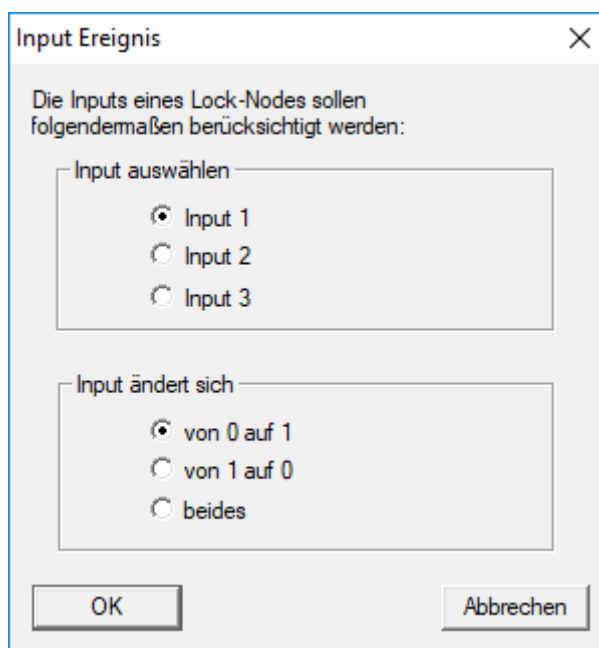 Input Ereignis
Die Inputs eines Lock-Nodes sollen
folgendermaßen berücksichtigt werden:
Input auswählen
Input 1
Input 2
Input 3
Input ändert sich
von 0 auf 1
von 1 auf 0
beides
OK
Abbrechen